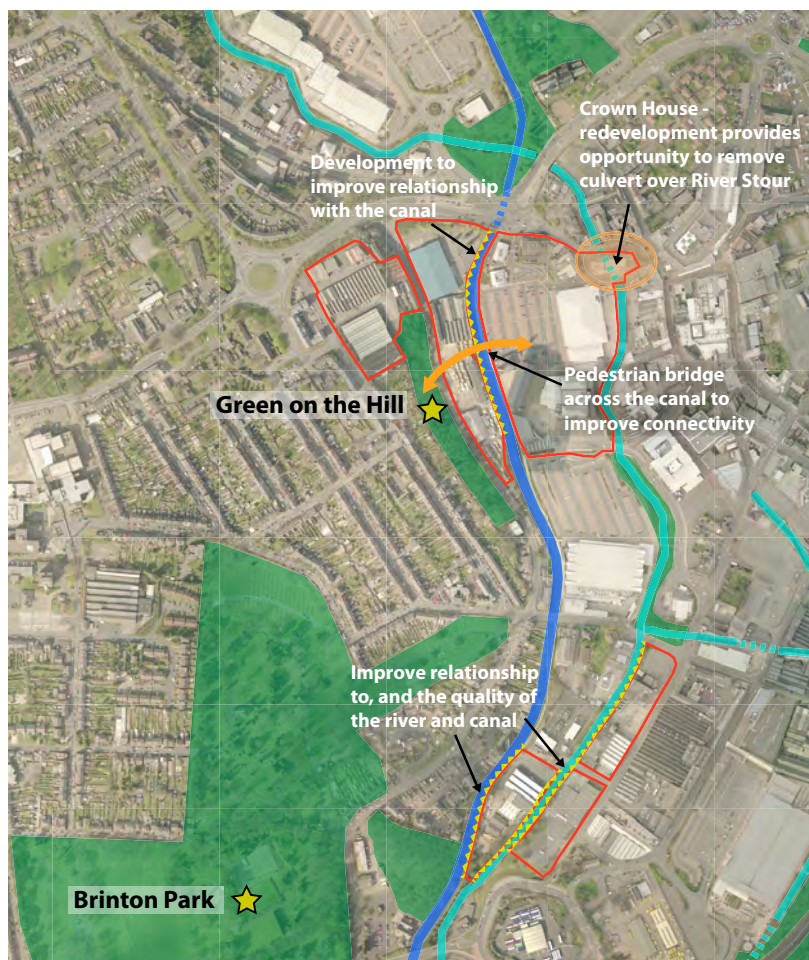 Crown House -
redevelopment provides
opportunity to remove
culvert over River Stour
Development to
improve relationship
with the canal
Pedestrian bridge
across the canal to
improve connectivity
Green on the Hill
Improve relationship
to, and the quality of
the river and canal
Brinton Park